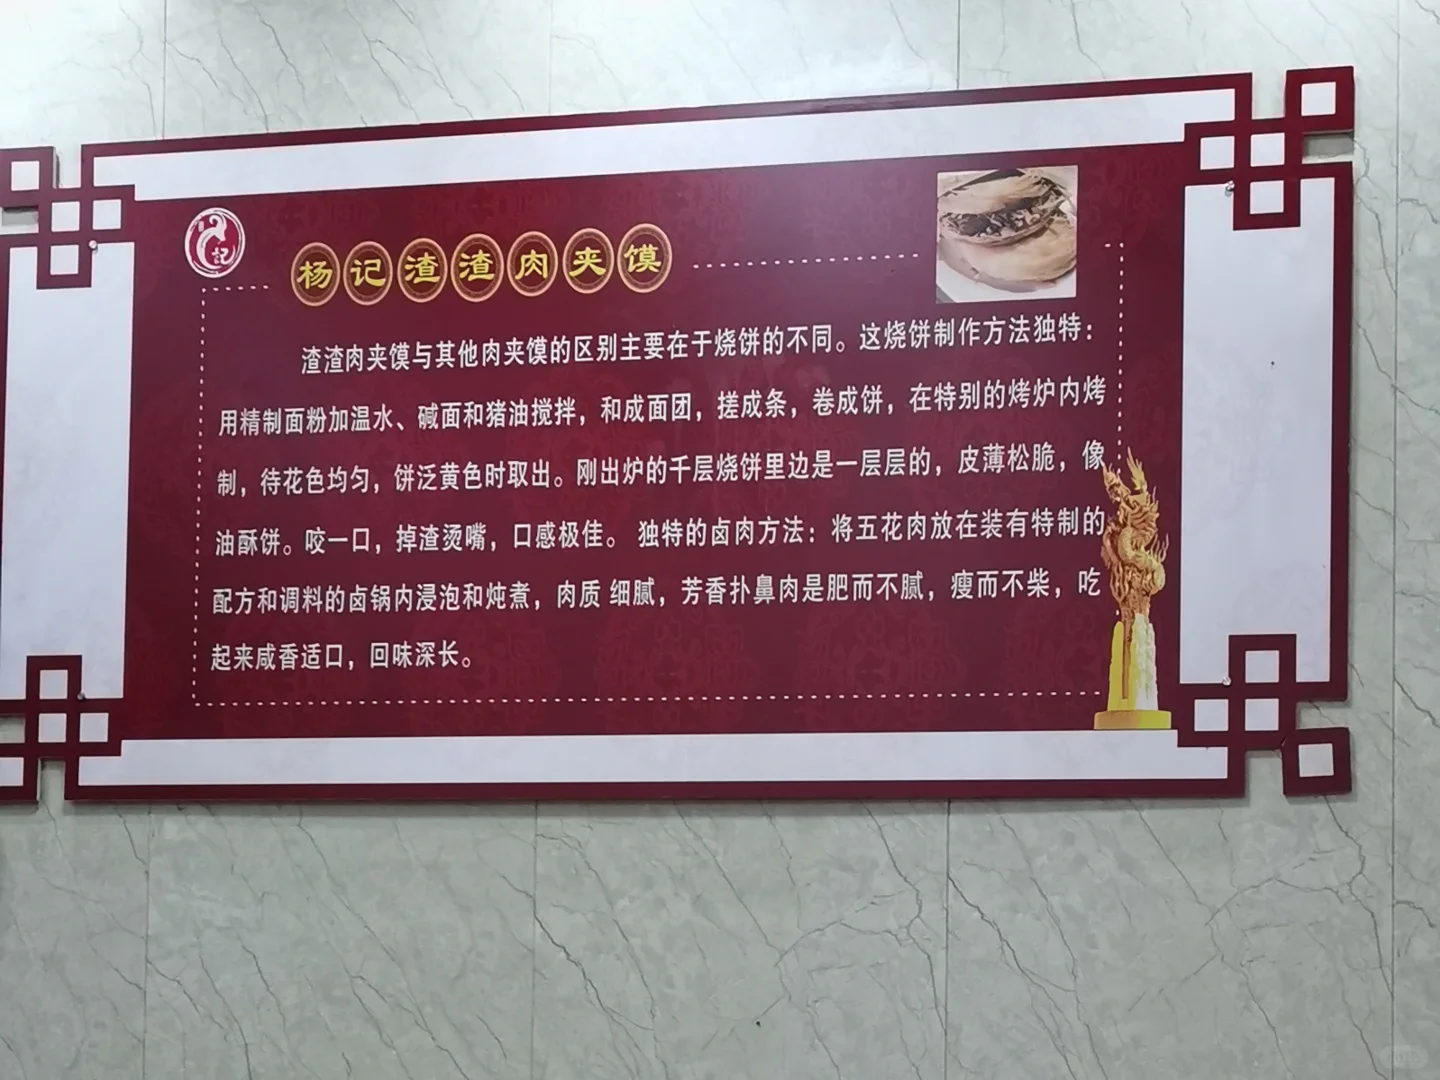 记
杨记渣渣肉夹馍
渣渣肉夹馍与其他肉夹馍的区别主要在于烧饼的不同。这烧饼制作方法独特：
用精制面粉加温水、碱面和猪油搅拌，和成面团，搓成条，卷成饼，在特别的烤炉内烤
制，待花色均匀，饼泛黄色时取出。刚出炉的千层烧饼里边是一层层的，皮薄松脆，像
油酥饼。咬一口，掉渣烫嘴，口感极佳。 独特的卤肉方法：将五花肉放在装有特制的
配方和调料的卤锅内浸泡和炖煮，肉质 细腻，芳香扑鼻肉是肥而不腻，瘦而不柴，吃
起来咸香适口，回味深长。